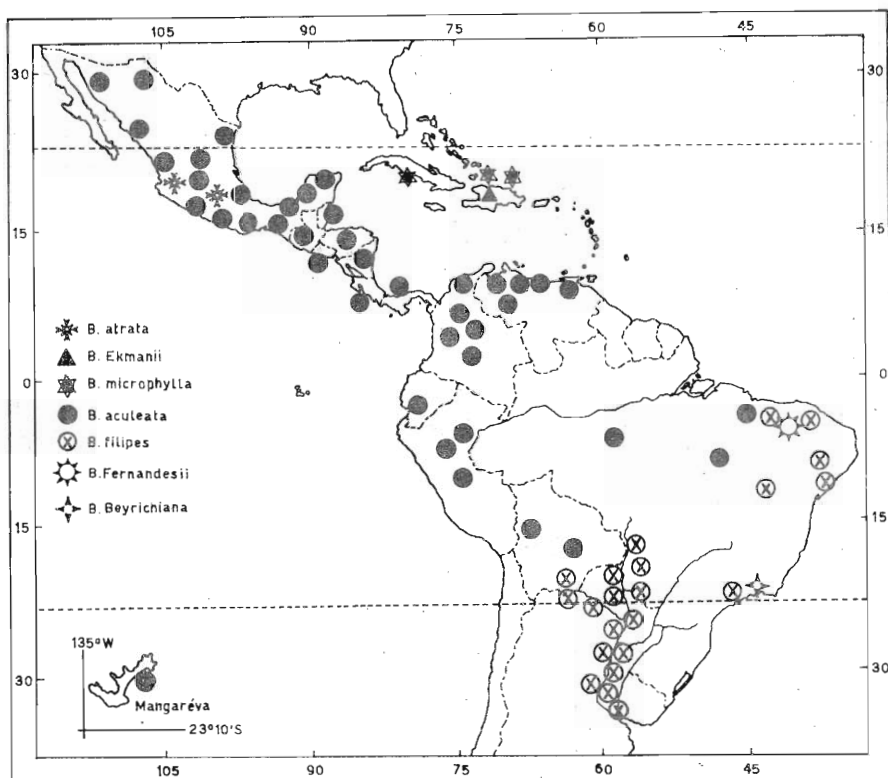 105 90 75 60 45
30 30
15 15
0 0
B. atrata
B. Ekmanii
B. microphylla
B. aculeata
B. filipes
B. Fernandesii
B. Beyrichiana
15 15
30 30
135°W
Mangaréva
23°10'S
105 90 75 60 45